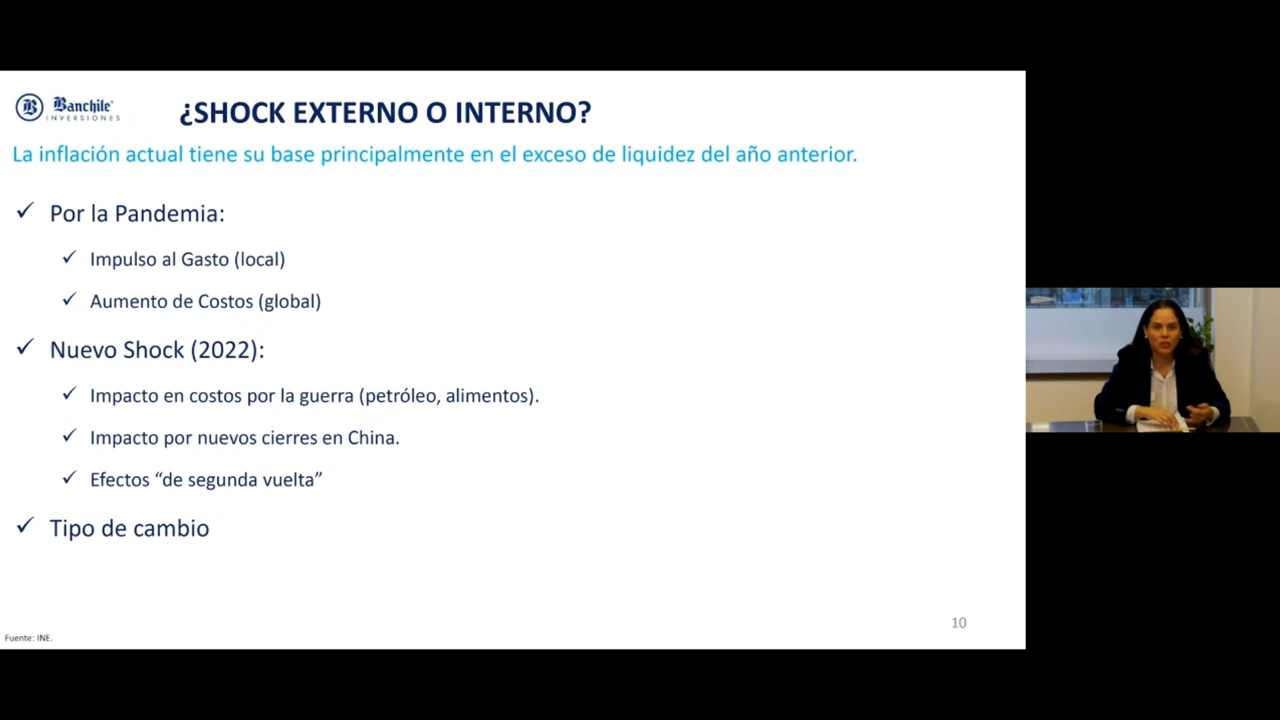 Banchile
INVERSIONES
¿SHOCK EXTERNO O INTERNO?
La inflación actual tiene su base principalmente en el exceso de liquidez del año anterior.
Por la Pandemia:
Impulso al Gasto (local)
Aumento de Costos (global)
Nuevo Shock (2022):
Impacto en costos por la guerra (petróleo, alimentos).
Impacto por nuevos cierres en China.
Efectos “de segunda vuelta”
Tipo de cambio
10
Fuente: INE.